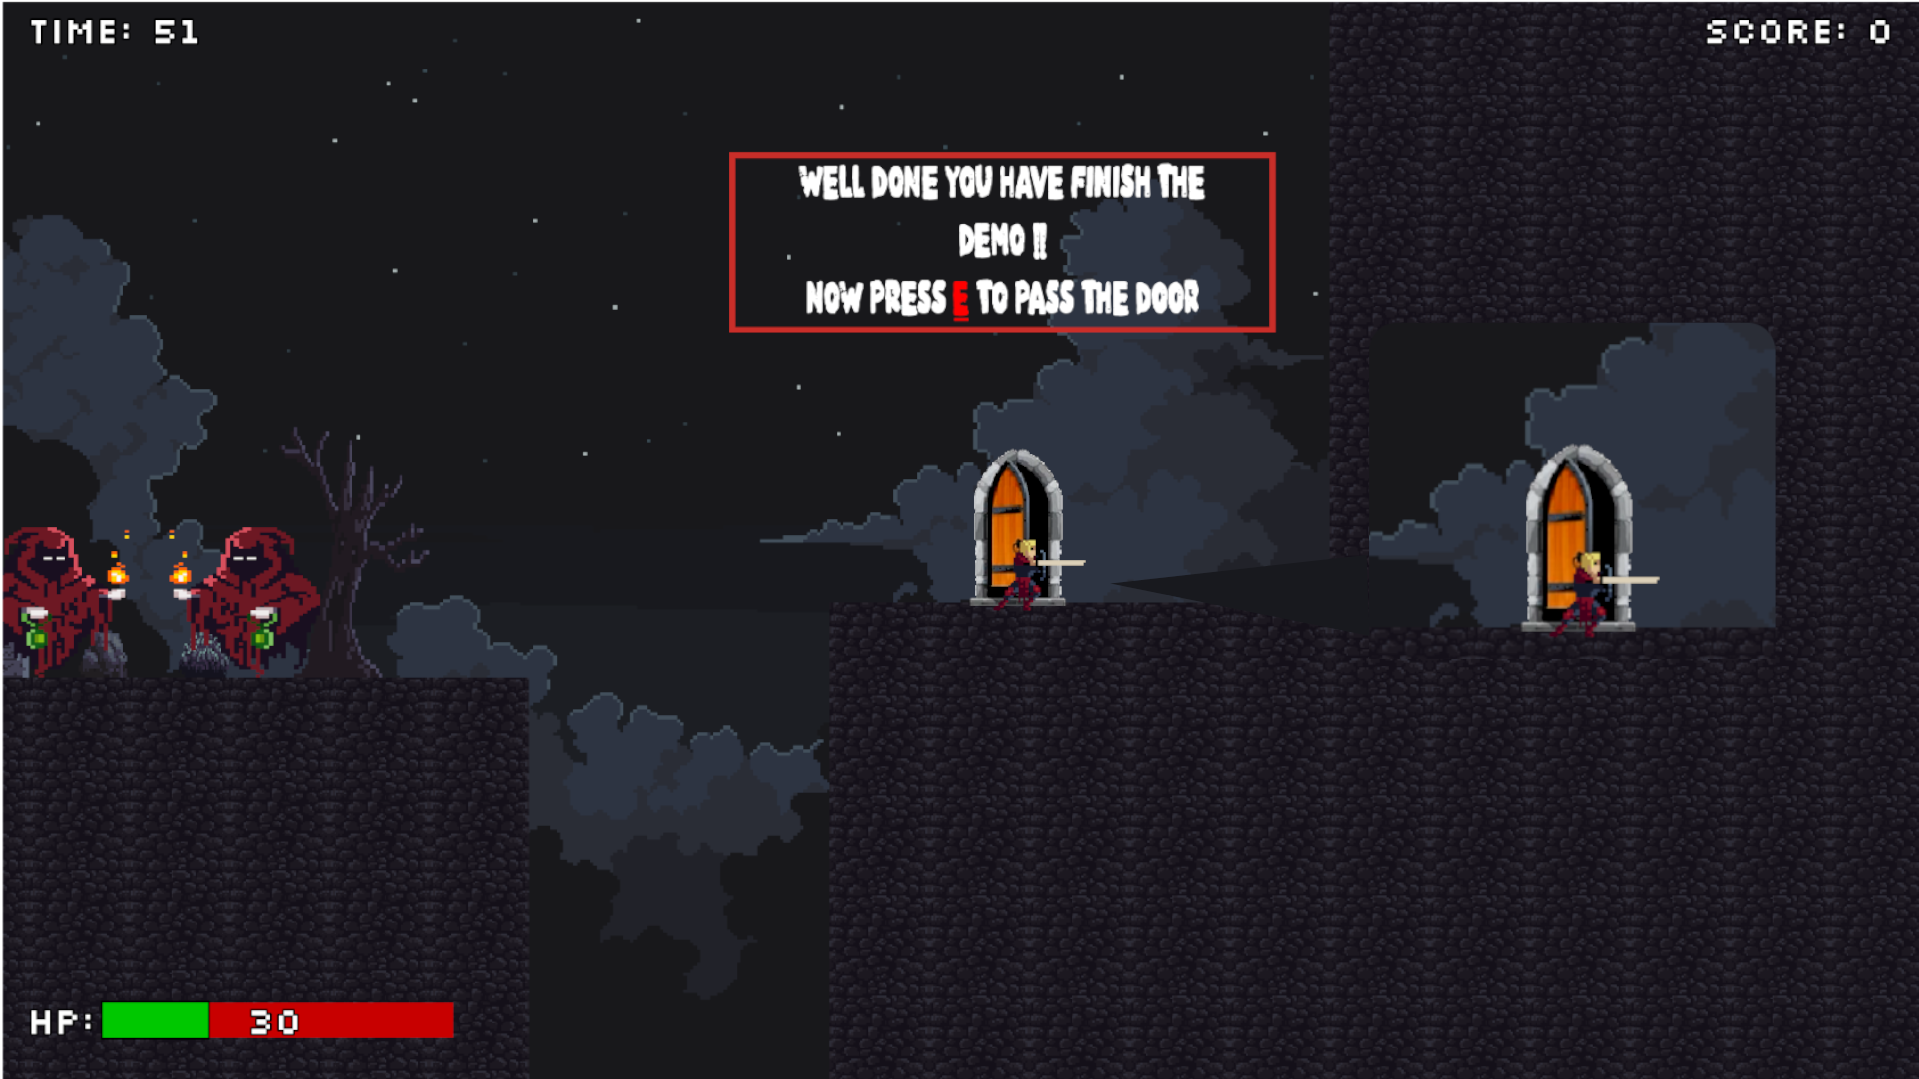 TIME: 51
SCORE: 0
WELL DONE YOU HAVE FINISH THE
DEMO !!
NOW PRESS E TO PASS THE DOOR
HP: 30